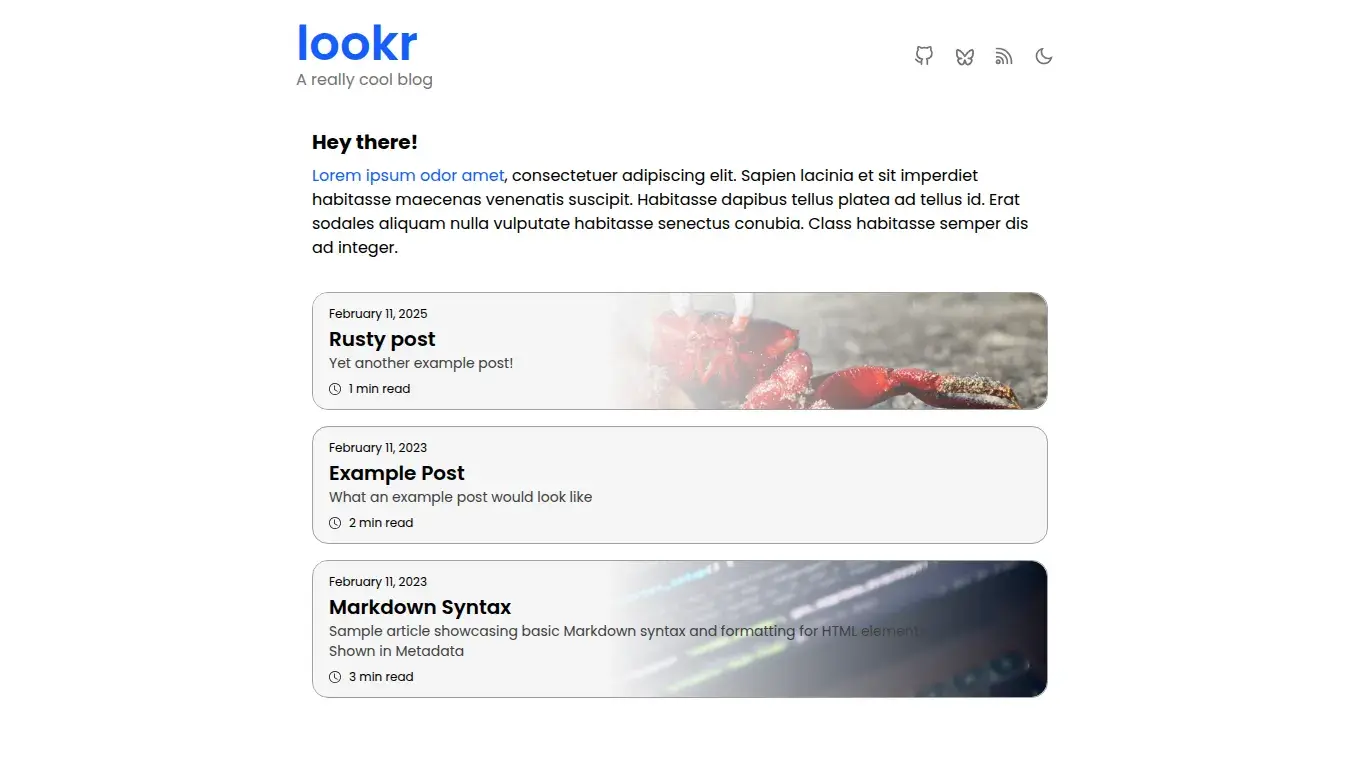 lookr
A really cool blog
Hey there!
Lorem ipsum odor amet, consectetuer adipiscing elit. Sapien lacinia et sit imperdiet
habitasse maecenas venenatis suscipit. Habitasse dapibus tellus platea ad tellus id. Erat
sodales aliquam nulla vulputate habitasse senectus conubia. Class habitasse semper dis
ad integer.
February 11, 2025
Rusty post
Yet another example post!
1 min read
February 11, 2023
Example Post
What an example post would look like
2 min read
February 11, 2023
Markdown Syntax
Sample article showcasing basic Markdown syntax and formatting for HTML elements.
Shown in Metadata
3 min read